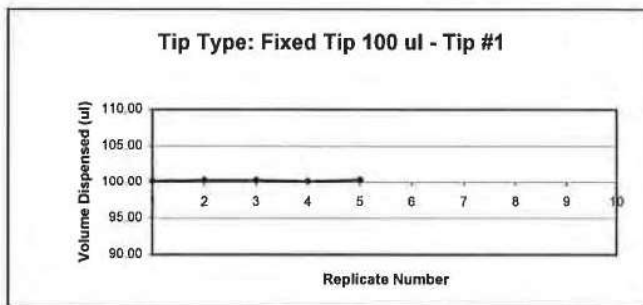 Tip Type: Fixed Tip 100 ul - Tip #1
Volume Dispensed (ul)
110.00
105.00
100.00
95.00
90.00
2 3 4 5 6 7 8 9 10
Replicate Number